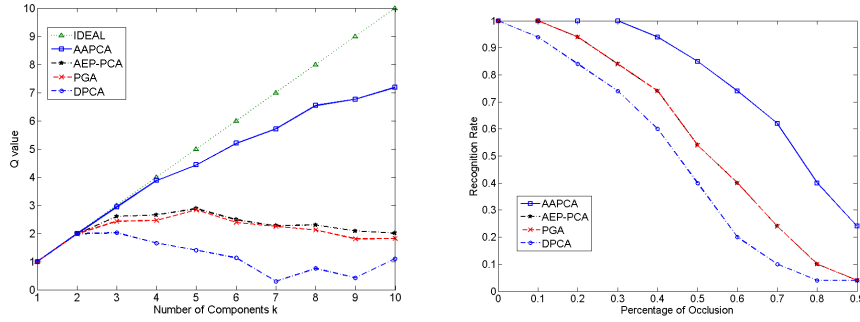 10
9
8
7
6
5
4
3
2
1
0
Q value
IDEAL
AAPCA
AEP-PCA
PGA
DPCA
1 2 3 4 5 6 7 8 9 10
Number of Components k
1
0.9
0.8
0.7
0.6
0.5
0.4
0.3
0.2
0.1
Recognition Rate
AAPCA
AEP-PCA
PGA
DPCA
0 0.1 0.2 0.3 0.4 0.5 0.6 0.7 0.8 0.9
Percentage of Occlusion